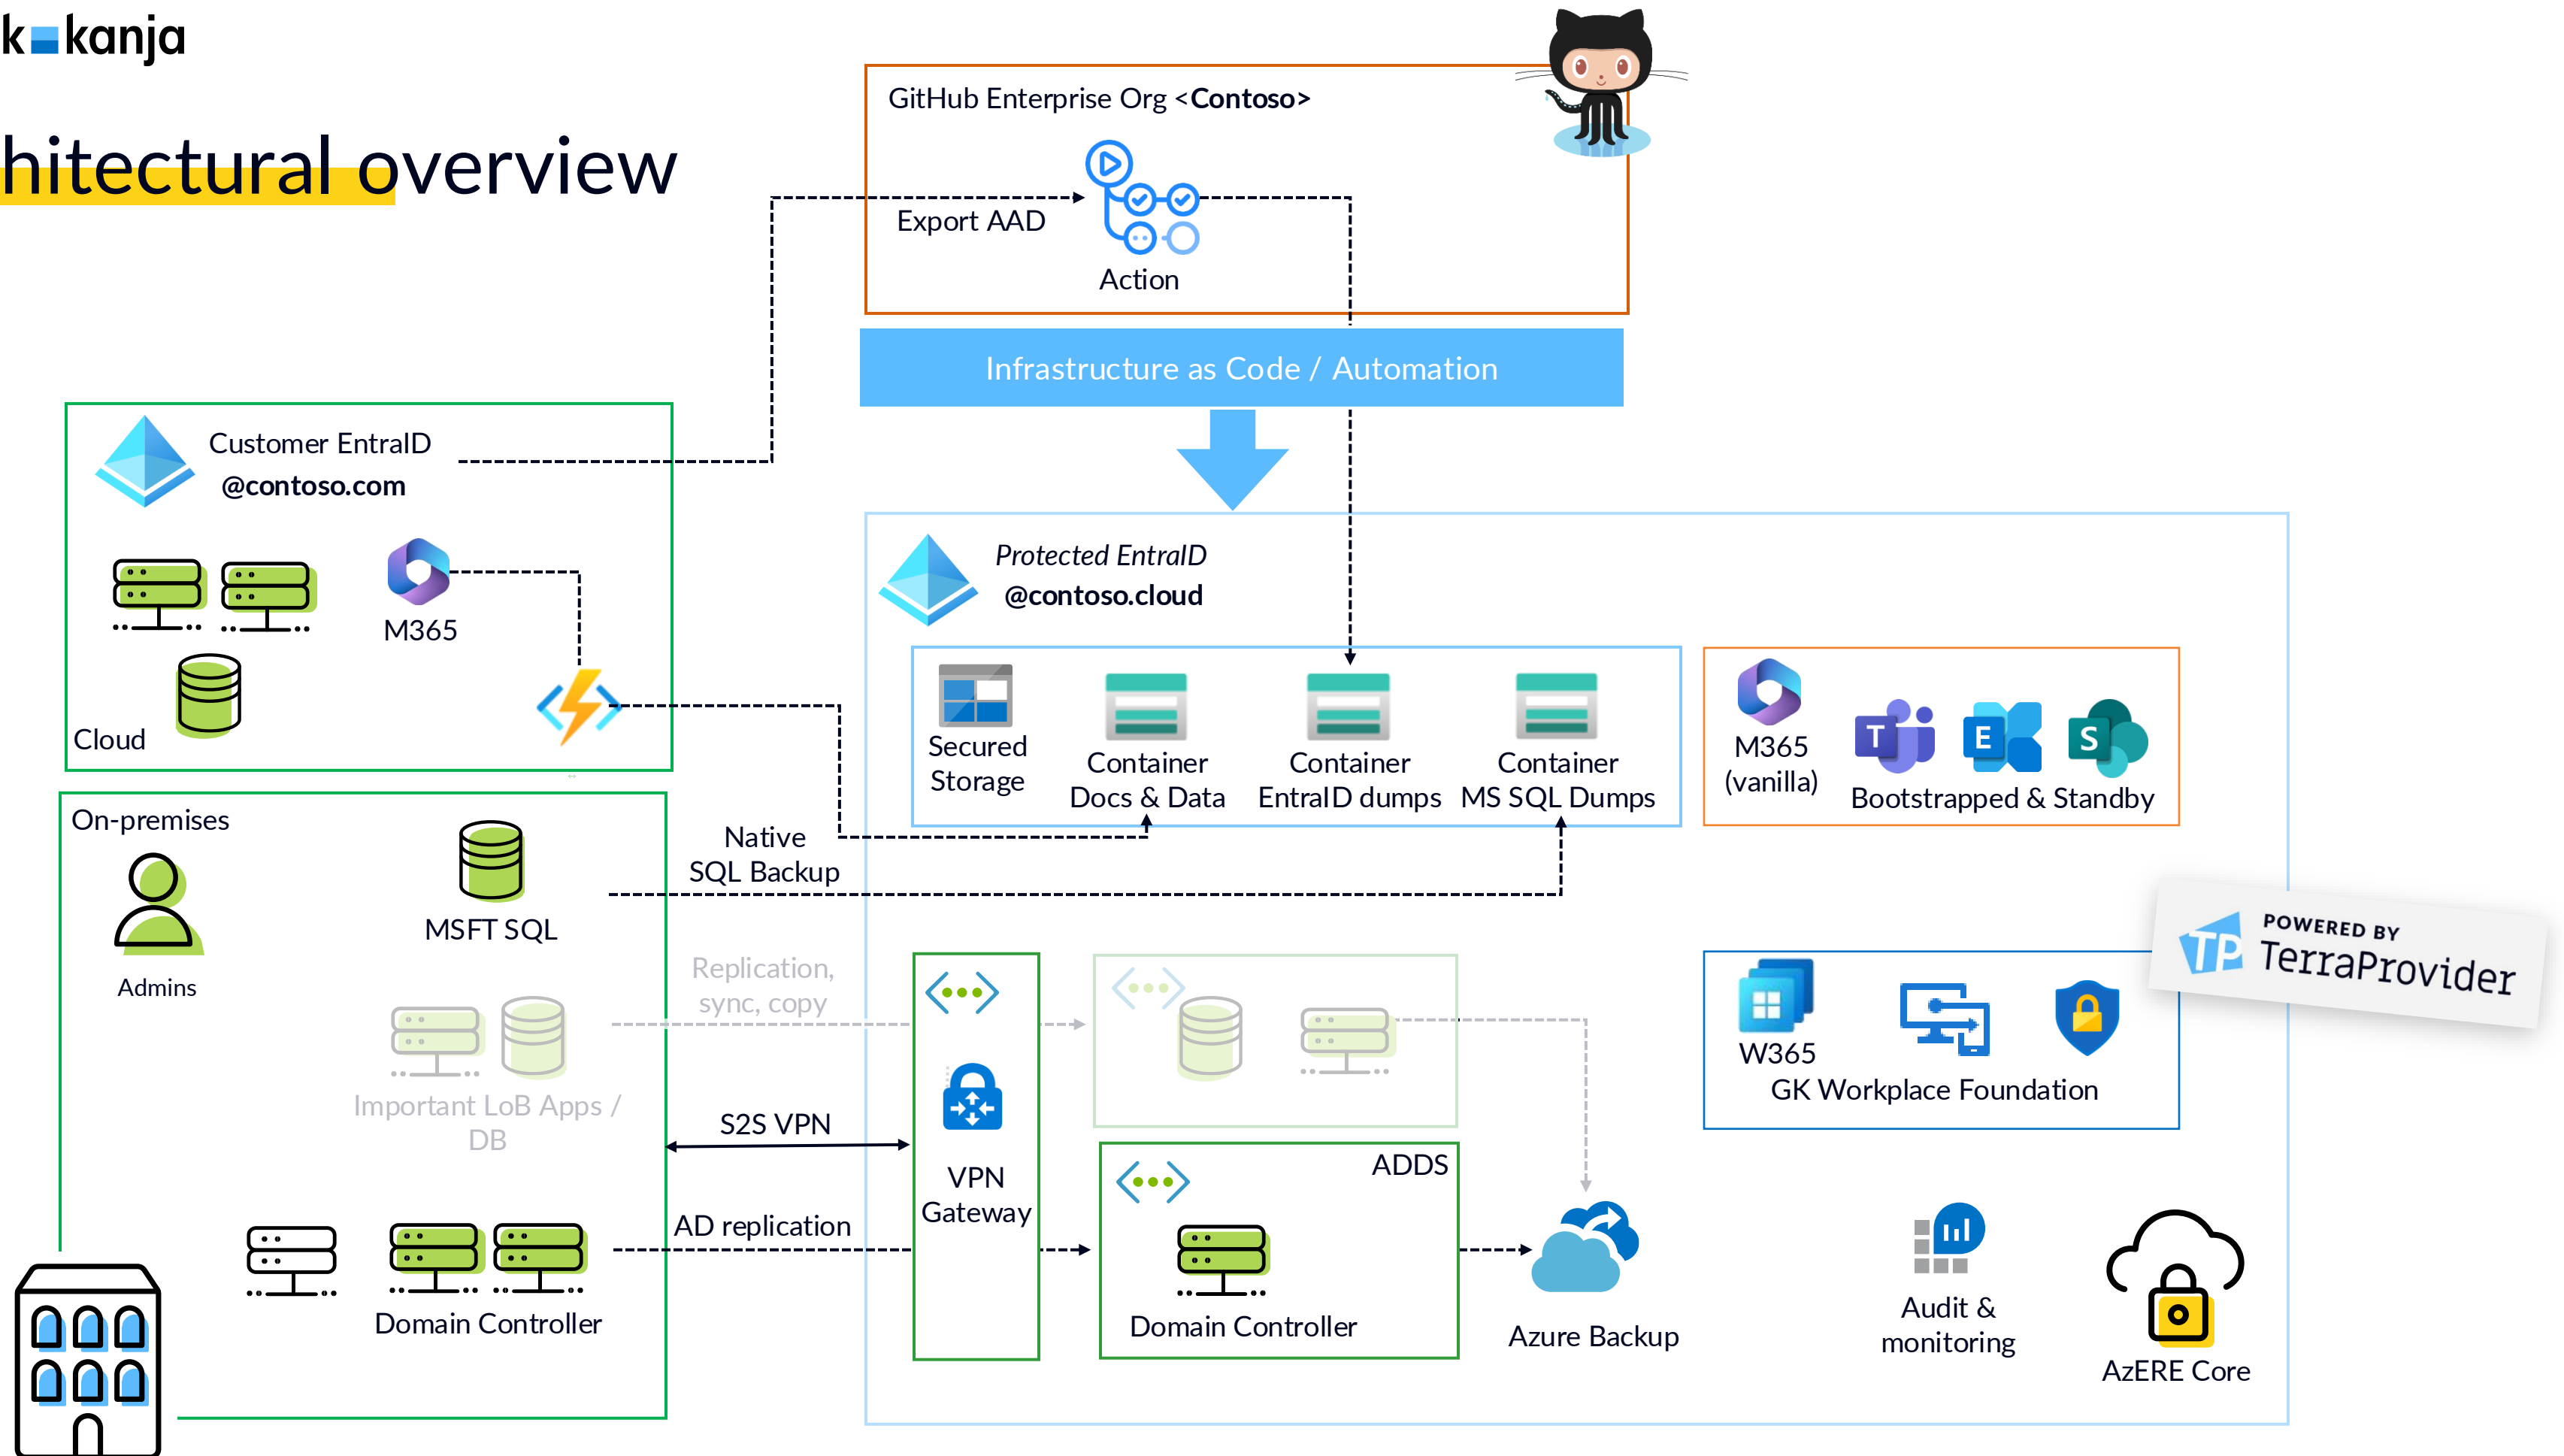 k kanja
hitectural overview
GitHub Enterprise Org <Contoso>
Export AAD
Action
Infrastructure as Code / Automation
Customer EntraID
@contoso.com
M365
Cloud
Protected EntraID
@contoso.cloud
Secured
Storage
Container
Docs & Data
Container
EntraID dumps
Container
MS SQL Dumps
M365
(vanilla)
T
E
S
Bootstrapped & Standby
On-premises
Admins
MSFT SQL
Native
SQL Backup
Replication,
sync, copy
Important LoB Apps /
DB
S2S VPN
AD replication
Domain Controller
VPN
Gateway
ADDS
Domain Controller
Azure Backup
W365
GK Workplace Foundation
TP
POWERED BY
TerraProvider
Audit &
monitoring
AzERE Core